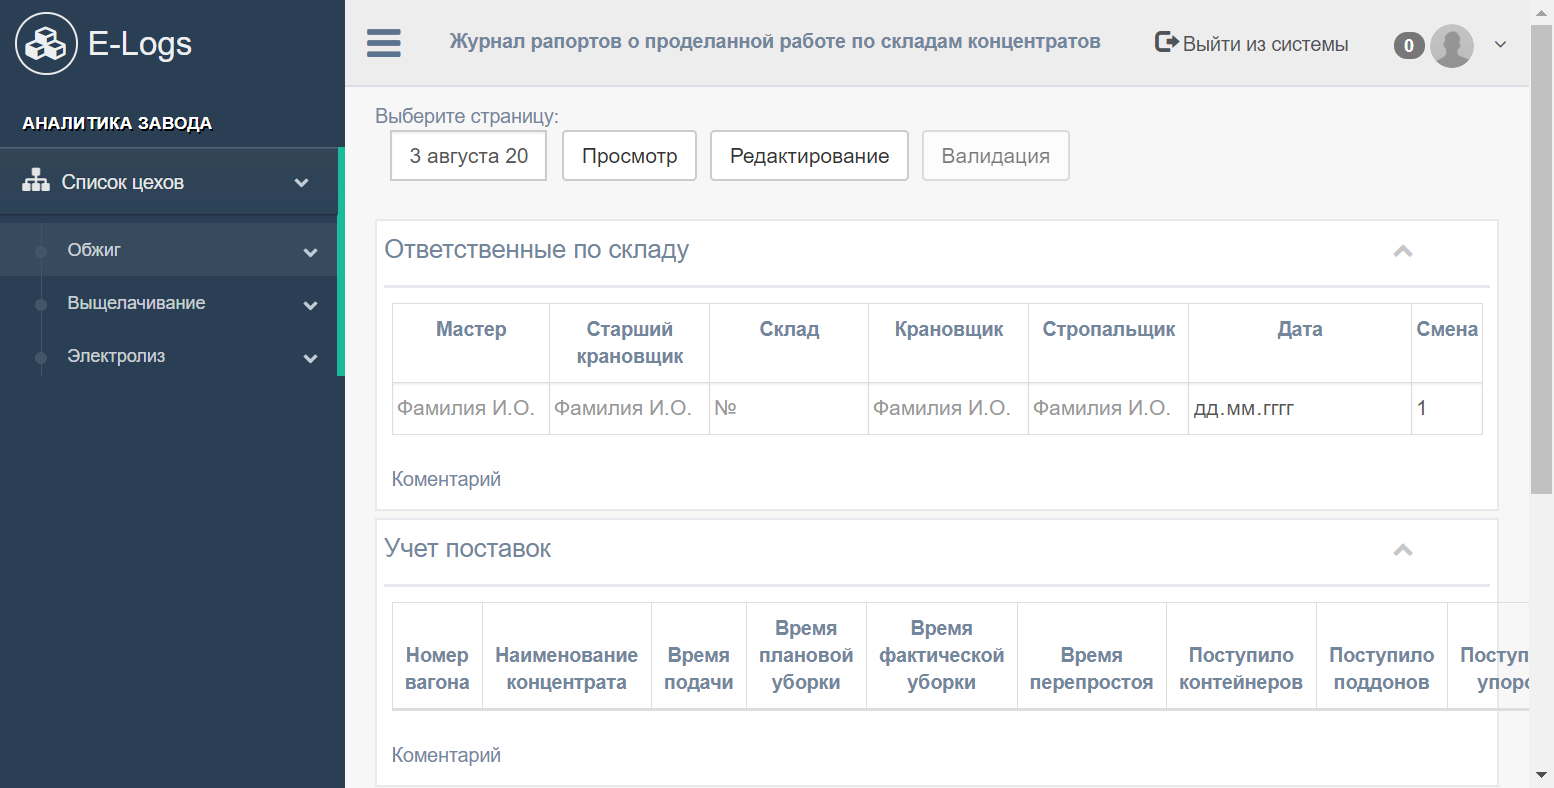 E-Logs
Журнал рапортов о проделанной работе по складам концентратов
Выйти из системы
0
АНАЛИТИКА ЗАВОДА
Список цехов
Обжиг
Выщелачивание
Электролиз
Выберите страницу:
3 августа 20
Просмотр
Редактирование
Валидация
Ответственные по складу
Мастер
Старший
крановщик
Склад
Крановщик
Стропальщик
Дата
Смена
Фамилия И.О.
Фамилия И.О.
№
Фамилия И.О.
Фамилия И.О.
дд.мм.гггг
1
Коментарий
Учет поставок
Номер
вагона
Наименование
концентрата
Время
подачи
Время
плановой
уборки
Время
фактической
уборки
Время
перепростоя
Поступило
контейнеров
Поступило
поддонов
Поступ
упоро
Коментарий